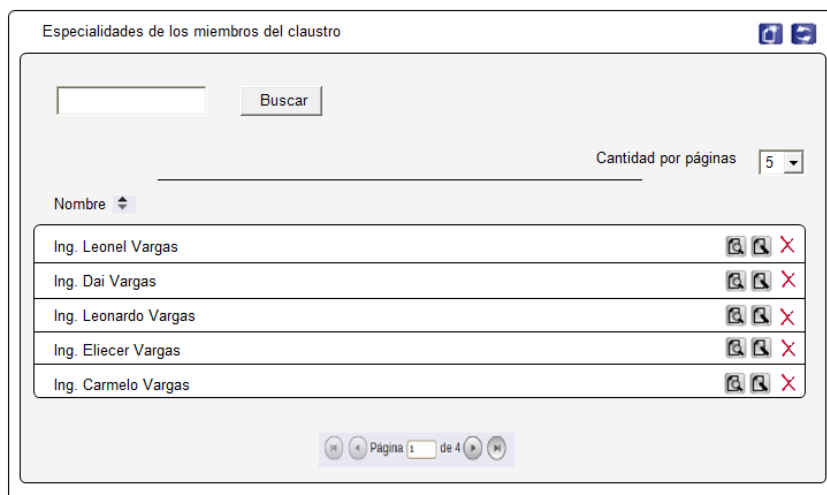 Especialidades de los miembros del claustro
Buscar
Cantidad por páginas 5
Nombre
Ing. Leonel Vargas
Ing. Dai Vargas
Ing. Leonardo Vargas
Ing. Eliecer Vargas
Ing. Carmelo Vargas
Página 1 de 4